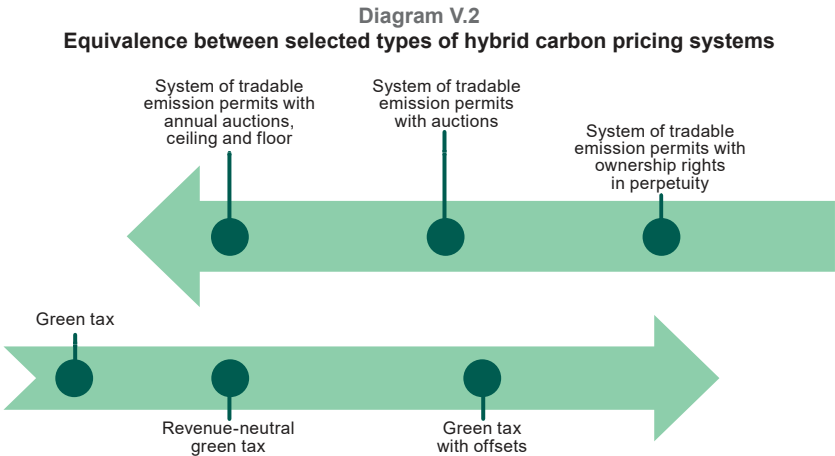 Diagram V.2
Equivalence between selected types of hybrid carbon pricing systems
System of tradable
emission permits with
annual auctions,
ceiling and floor
System of tradable
emission permits
with auctions
System of tradable
emission permits with
ownership rights
in perpetuity
Green tax
Revenue-neutral
green tax
Green tax
with offsets